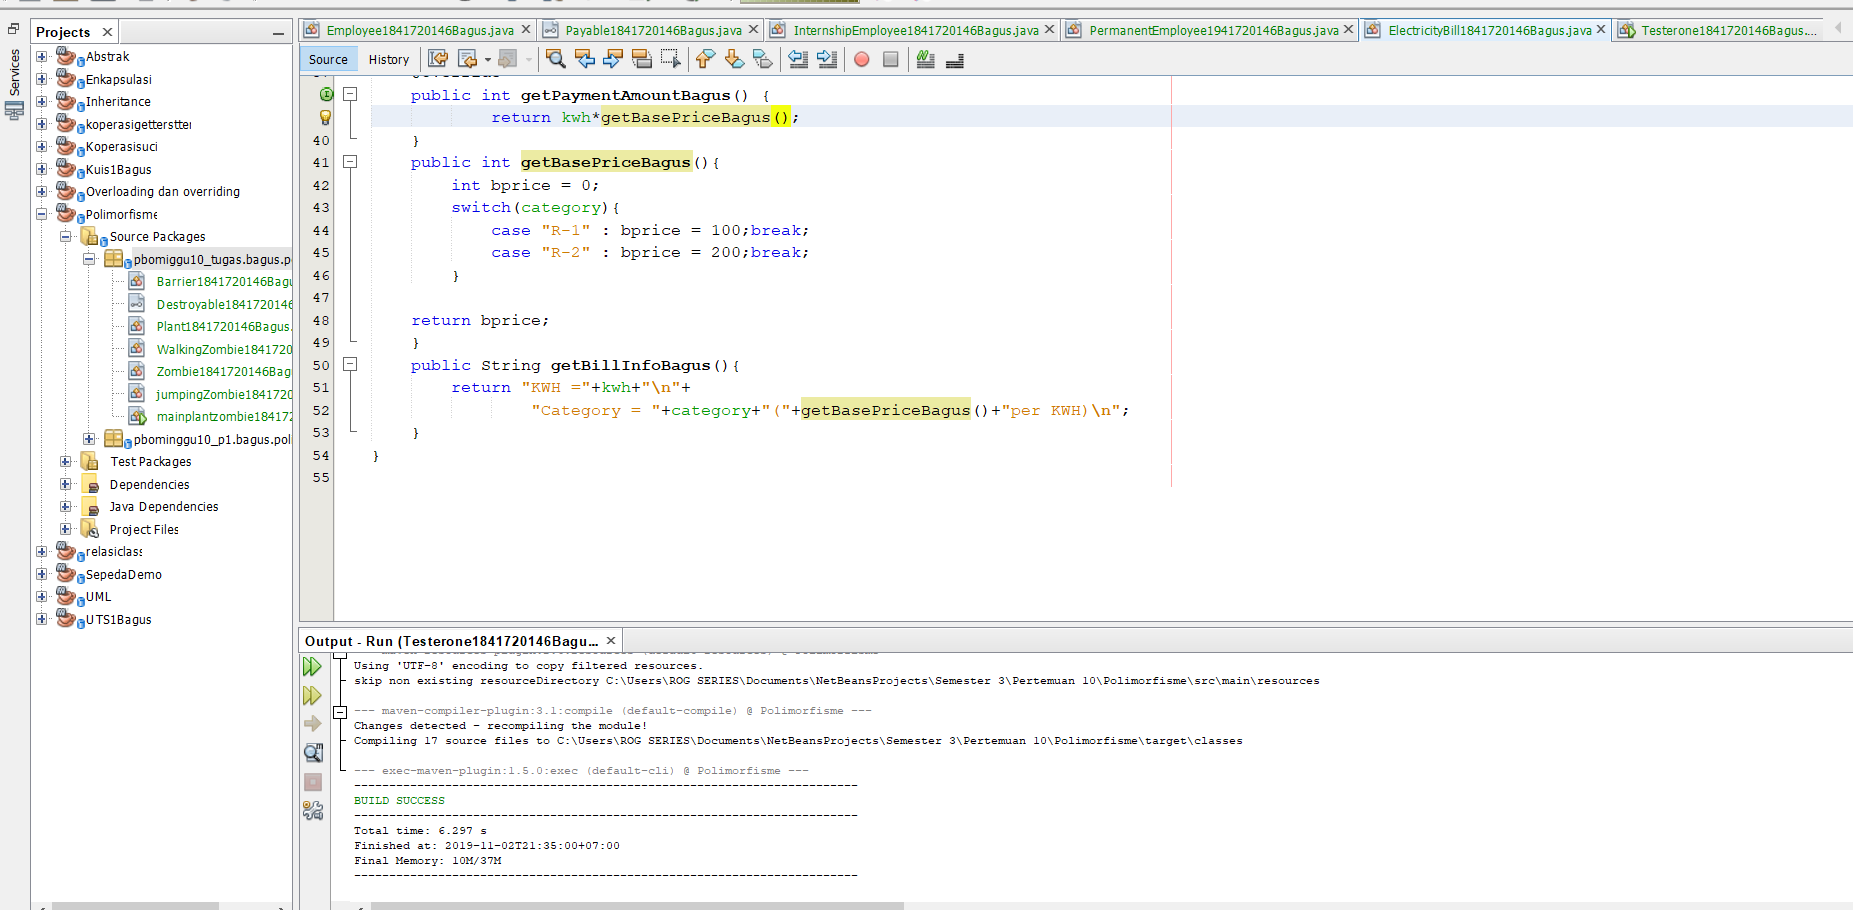 Services
Projects
Abstrak
Enkapsulasi
Inheritance
koperasigetterstter
Koperasisuci
Kuis1Bagus
Overloading dan overriding
Polimorfisme
Source Packages
pbomiggu10_tugas.bagus.p
Barrier1841720146Bagu
Destroyable184172014
Plant1841720146Bagus.
WalkingZombie184172
Zombie1841720146Bag
jumpingZombie184172
mainplantzombie184172
pbominggu10_p1.bagus.pol
Test Packages
Dependencies
Java Dependencies
Project Files
relasiclass
SepedaDemo
UML
UTS1Bagus
Employee1841720146Bagus.java
Payable1841720146Bagus.java
InternshipEmployee1841720146Bagus.java
PermanentEmployee1941720146Bagus.java
ElectricityBill1841720146Bagus.java
Testerone1841720146Bagus....
Source History
public int getPaymentAmountBagus() {
return kwh*getBasePriceBagus();
40 }
41 public int getBasePriceBagus(){
42 int bprice = 0;
43 switch(category){
44 case "R-1" : bprice = 100;break;
45 case "R-2" : bprice = 200;break;
46 }
47
48 return bprice;
49 }
50 public String getBillInfoBagus(){
51 return "KWH ="+kwh+"\n"+
52 "Category = "+category+"("+getBasePriceBagus()+"per KWH)\n";
53 }
54 }
55
Output - Run (Testerone1841720146Bagu...
Using 'UTF-8' encoding to copy filtered resources.
skip non existing resourceDirectory C:\Users\ROG SERIES\Documents\NetBeansProjects\Semester 3\Pertemuan 10\Polimorfisme\src\main\resources
--- maven-compiler-plugin:3.1:compile (default-compile) @ Polimorfisme ---
Changes detected - recompiling the module!
Compiling 17 source files to C:\Users\ROG SERIES\Documents\NetBeansProjects\Semester 3\Pertemuan 10\Polimorfisme\target\classes
--- exec-maven-plugin:1.5.0:exec (default-cli) @ Polimorfisme ---
------------------------------------------------------------------------
BUILD SUCCESS
------------------------------------------------------------------------
Total time: 6.297 s
Finished at: 2019-11-02T21:35:00+07:00
Final Memory: 10M/37M
------------------------------------------------------------------------